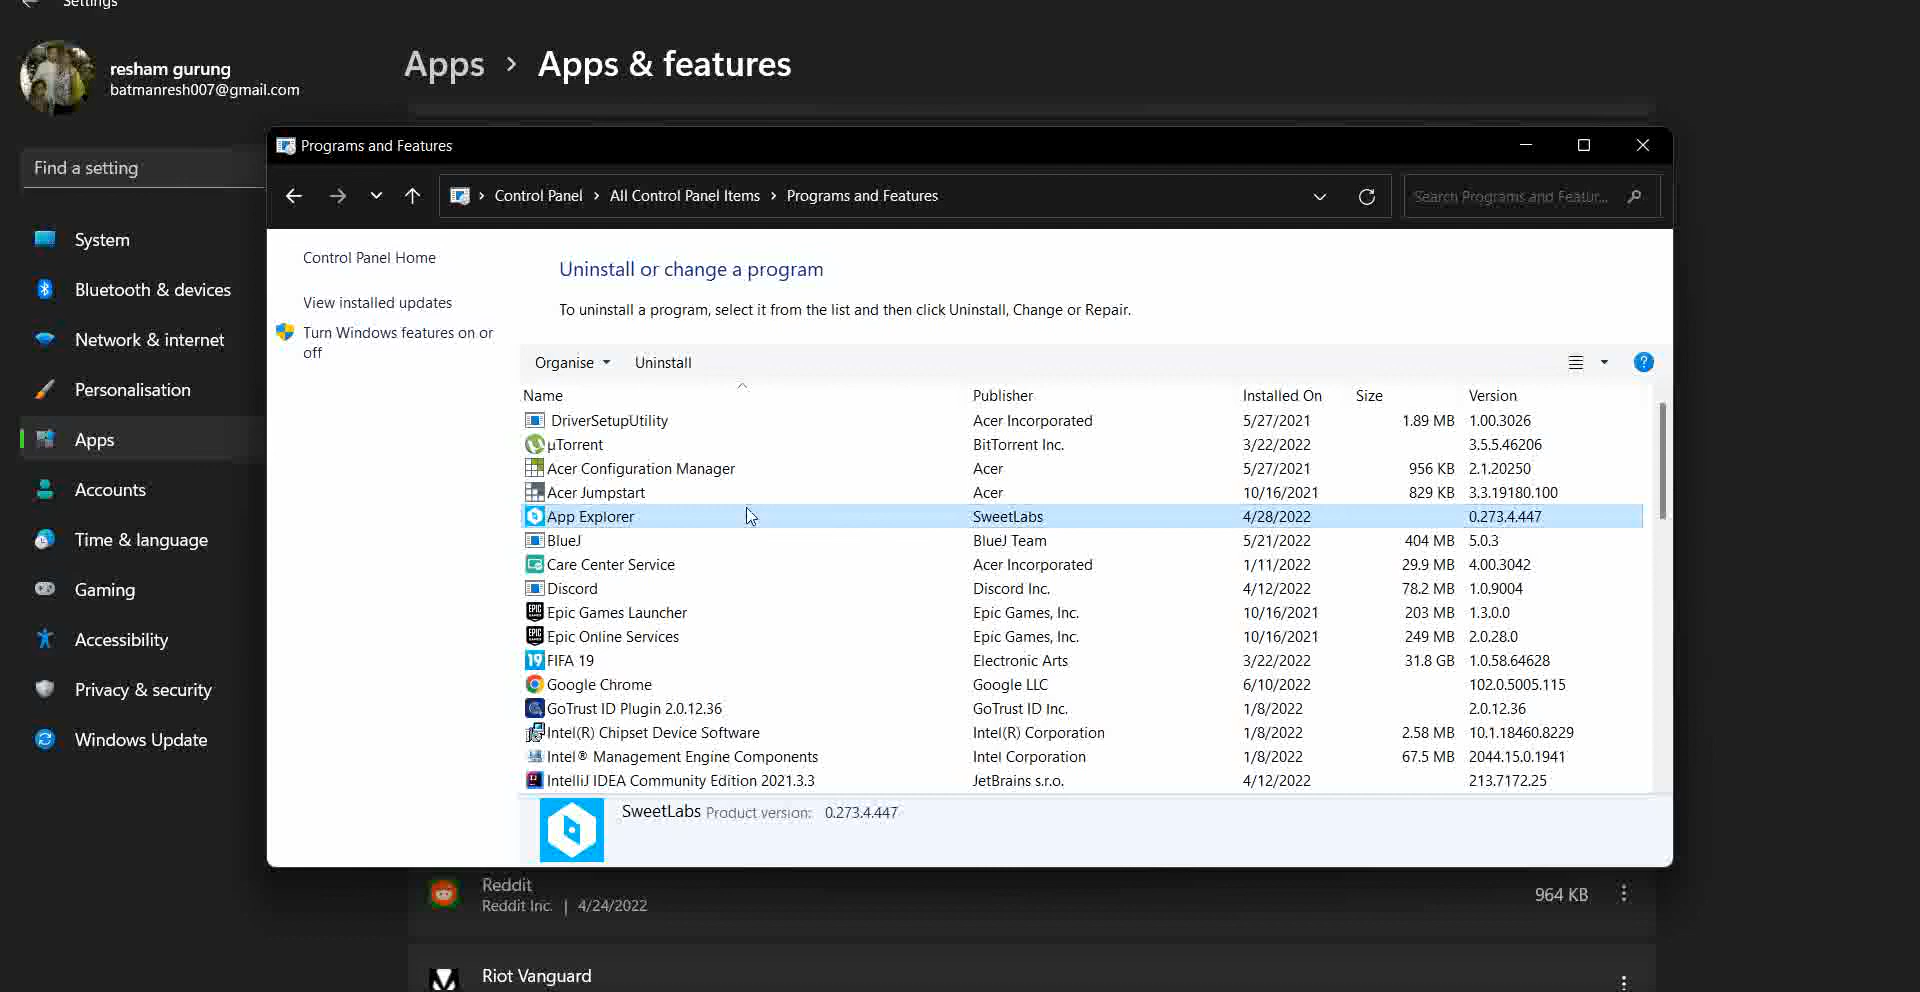 Settings
resham gurung
batmanresh007@gmail.com
Apps > Apps & features
Find a setting
System
Bluetooth & devices
Network & internet
Personalisation
Apps
Accounts
Time & language
Gaming
Accessibility
Privacy & security
Windows Update
Programs and Features
Control Panel > All Control Panel Items > Programs and Features
Search Programs and Featur...
Control Panel Home
View installed updates
Turn Windows features on or
off
Uninstall or change a program
To uninstall a program, select it from the list and then click Uninstall, Change or Repair.
Organise Uninstall ?
Name Publisher Installed On Size Version
DriverSetupUtility Acer Incorporated 5/27/2021 1.89 MB 1.00.3026
µTorrent BitTorrent Inc. 3/22/2022 3.5.5.46206
Acer Configuration Manager Acer 5/27/2021 956 KB 2.1.20250
Acer Jumpstart Acer 10/16/2021 829 KB 3.3.19180.100
App Explorer SweetLabs 4/28/2022 0.273.4.447
BlueJ BlueJ Team 5/21/2022 404 MB 5.0.3
Care Center Service Acer Incorporated 1/11/2022 29.9 MB 4.00.3042
Discord Discord Inc. 4/12/2022 78.2 MB 1.0.9004
EPIC Epic Games Launcher Epic Games, Inc. 10/16/2021 203 MB 1.3.0.0
EPIC Epic Online Services Epic Games, Inc. 10/16/2021 249 MB 2.0.28.0
19 FIFA 19 Electronic Arts 3/22/2022 31.8 GB 1.0.58.64628
Google Chrome Google LLC 6/10/2022 102.0.5005.115
GoTrust ID Plugin 2.0.12.36 GoTrust ID Inc. 1/8/2022 2.0.12.36
Intel(R) Chipset Device Software Intel(R) Corporation 1/8/2022 2.58 MB 10.1.18460.8229
Intel® Management Engine Components Intel Corporation 1/8/2022 67.5 MB 2044.15.0.1941
IntelliJ IDEA Community Edition 2021.3.3 JetBrains s.r.o. 4/12/2022 213.7172.25
SweetLabs Product version: 0.273.4.447
Reddit
Reddit Inc. | 4/24/2022
964 KB
Riot Vanguard